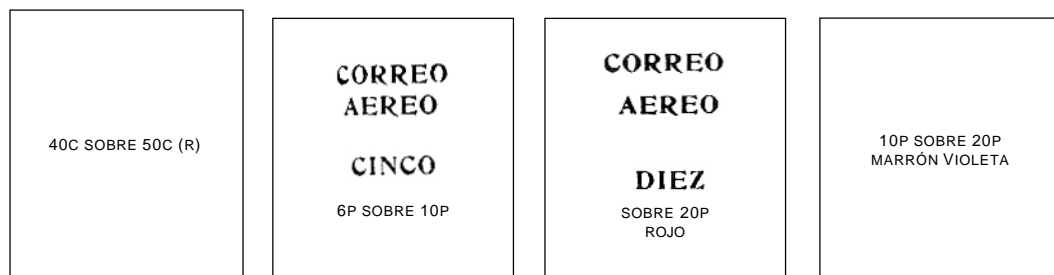 40C SOBRE 50C (R)
CORREO
AEREO
CINCO
6P SOBRE 10P
CORREO
AEREO
DIEZ
SOBRE 20P
ROJO
10P SOBRE 20P
MARRÓN VIOLETA